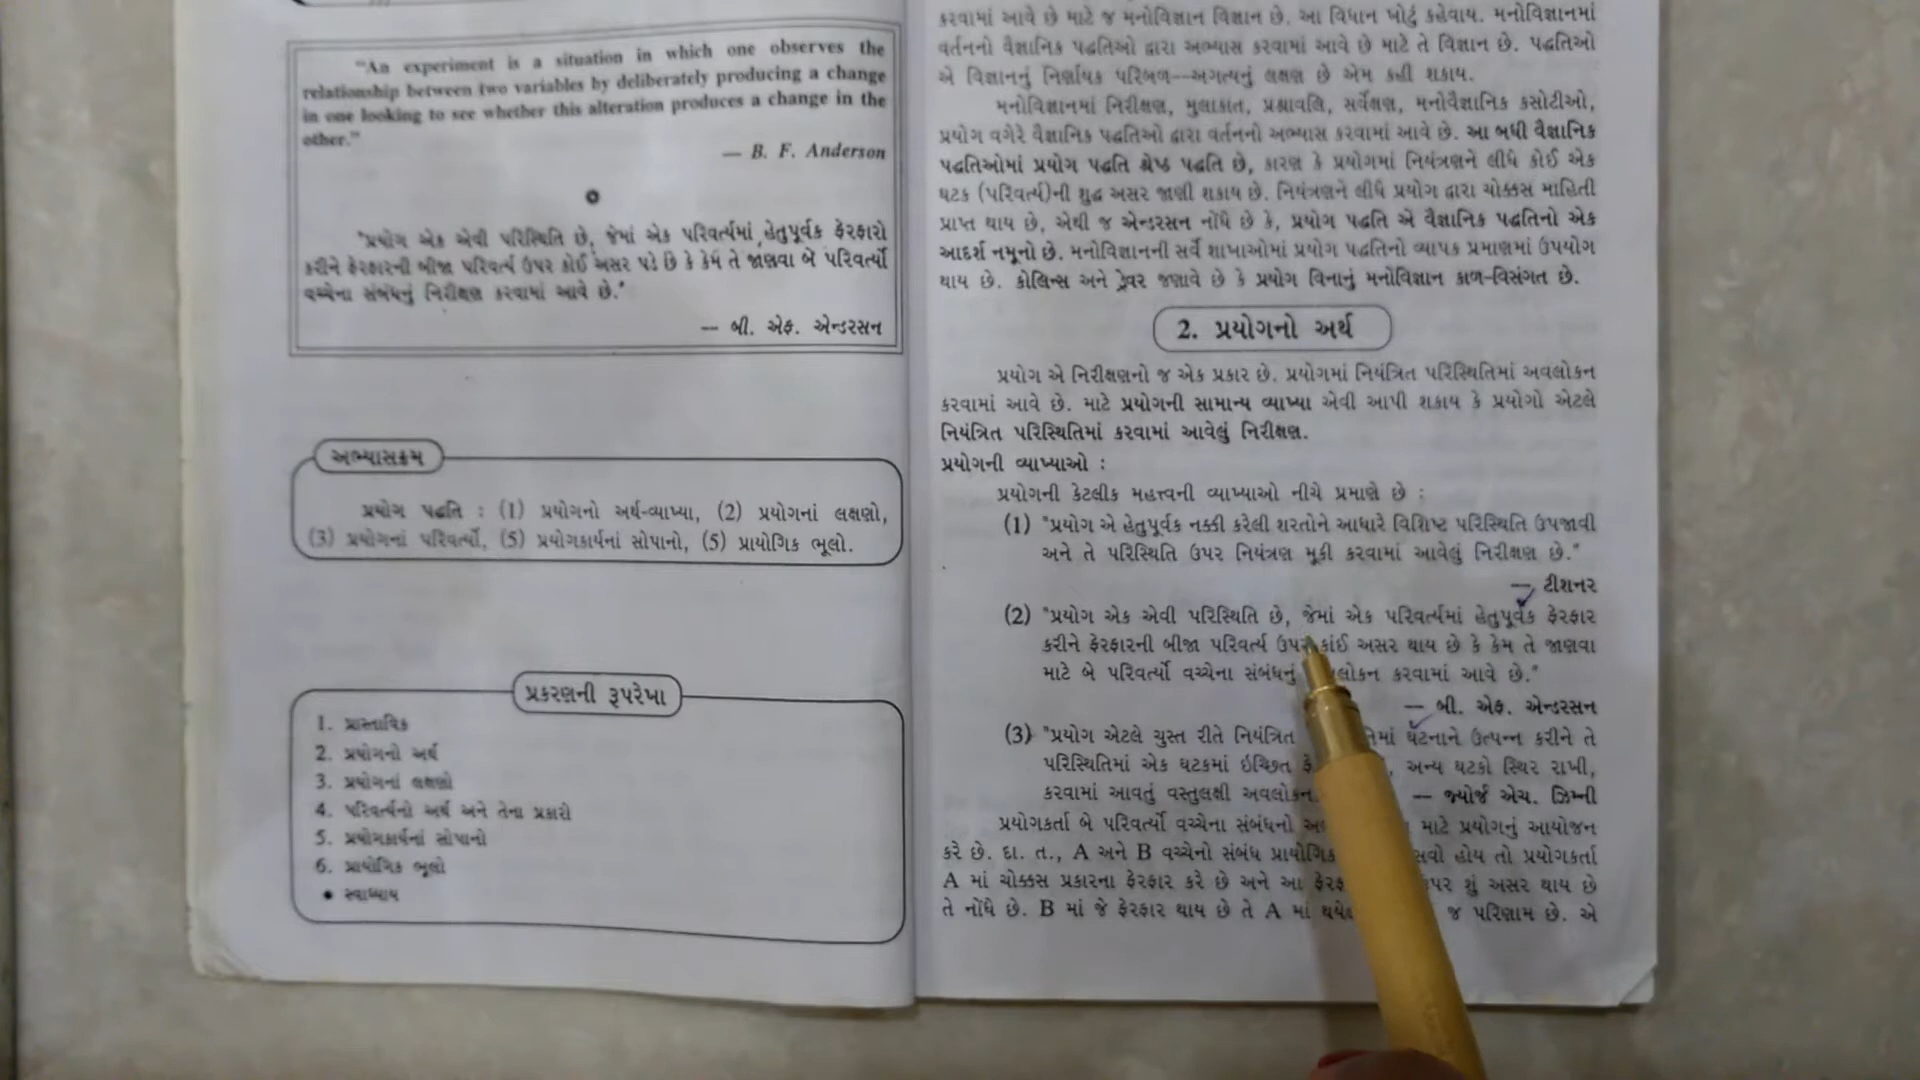 "An experiment is a situation in which one observes the
relationship between two variables by deliberately producing a change
in one looking to see whether this alteration produces a change in the
other."
— B. F. Anderson
"પ્રયોગ એક એવી પરિસ્થિતિ છે, જેમાં એક પરિવર્ત્યમાં હેતુપૂર્વક ફેરફારો
કરીને ફેરફારની બીજા પરિવર્ત્ય ઉપર કોઈ અસર પડે છે કે કેમ તે જાણવા બે પરિવર્ત્યો
વચ્ચેના સંબંધનું નિરીક્ષણ કરવામાં આવે છે."
— બી. એફ. એન્ડરસન
અભ્યાસક્રમ
પ્રયોગ પદ્ધતિ : (1) પ્રયોગનો અર્થ-વ્યાખ્યા, (2) પ્રયોગનાં લક્ષણો,
(3) પ્રયોગનાં પરિવર્ત્યો, (5) પ્રયોગકાર્યનાં સોપાનો, (5) પ્રાયોગિક ભૂલો.
પ્રકરણની રૂપરેખા
1. પ્રાસ્તાવિક
2. પ્રયોગનો અર્થ
3. પ્રયોગનાં લક્ષણો
4. પરિવર્ત્યનો અર્થ અને તેના પ્રકારો
5. પ્રયોગકાર્યનાં સોપાનો
6. પ્રાયોગિક ભૂલો
• સ્વાધ્યાય
કરવામાં આવે છે માટે જ મનોવિજ્ઞાન વિજ્ઞાન છે. આ વિધાન ખોટું કહેવાય. મનોવિજ્ઞાનમાં
વર્તનનો વૈજ્ઞાનિક પદ્ધતિઓ દ્વારા અભ્યાસ કરવામાં આવે છે માટે તે વિજ્ઞાન છે. પદ્ધતિઓ
એ વિજ્ઞાનનું નિર્ણાયક પરિબળ—અગત્યનું લક્ષણ છે એમ કહી શકાય.
મનોવિજ્ઞાનમાં નિરીક્ષણ, મુલાકાત, પ્રશ્નાવલિ, સર્વેક્ષણ, મનોવૈજ્ઞાનિક કસોટીઓ,
પ્રયોગ વગેરે વૈજ્ઞાનિક પદ્ધતિઓ દ્વારા વર્તનનો અભ્યાસ કરવામાં આવે છે. આ બધી વૈજ્ઞાનિક
પદ્ધતિઓમાં પ્રયોગ પદ્ધતિ શ્રેષ્ઠ પદ્ધતિ છે, કારણ કે પ્રયોગમાં નિયંત્રણને લીધે કોઈ એક
ઘટક (પરિવર્ત્ય)ની શુદ્ધ અસર જાણી શકાય છે. નિયંત્રણને લીધે પ્રયોગ દ્વારા ચોક્કસ માહિતી
પ્રાપ્ત થાય છે, એથી જ એન્ડરસન નોંધે છે કે, પ્રયોગ પદ્ધતિ એ વૈજ્ઞાનિક પદ્ધતિનો એક
આદર્શ નમૂનો છે. મનોવિજ્ઞાનની સર્વે શાખાઓમાં પ્રયોગ પદ્ધતિનો વ્યાપક પ્રમાણમાં ઉપયોગ
થાય છે. કોલિન્સ અને ડ્રેવર જણાવે છે કે પ્રયોગ વિનાનું મનોવિજ્ઞાન કાળ-વિસંગત છે.
2. પ્રયોગનો અર્થ
પ્રયોગ એ નિરીક્ષણનો જ એક પ્રકાર છે. પ્રયોગમાં નિયંત્રિત પરિસ્થિતિમાં અવલોકન
કરવામાં આવે છે. માટે પ્રયોગની સામાન્ય વ્યાખ્યા એવી આપી શકાય કે પ્રયોગો એટલે
નિયંત્રિત પરિસ્થિતિમાં કરવામાં આવેલું નિરીક્ષણ.
પ્રયોગની વ્યાખ્યાઓ :
પ્રયોગની કેટલીક મહત્ત્વની વ્યાખ્યાઓ નીચે પ્રમાણે છે :
(1) "પ્રયોગ એ હેતુપૂર્વક નક્કી કરેલી શરતોને આધારે વિશિષ્ટ પરિસ્થિતિ ઉપજાવી
અને તે પરિસ્થિતિ ઉપર નિયંત્રણ મૂકી કરવામાં આવેલું નિરીક્ષણ છે."
— ટીશનર
(2) "પ્રયોગ એક એવી પરિસ્થિતિ છે, જેમાં એક પરિવર્ત્યમાં હેતુપૂર્વક ફેરફાર
કરીને ફેરફારની બીજા પરિવર્ત્ય ઉપર કાંઈ અસર થાય છે કે કેમ તે જાણવા
માટે બે પરિવર્ત્યો વચ્ચેના સંબંધનું કરવામાં આવે છે."
— બી. એફ. એન્ડરસન
(3) "પ્રયોગ એટલે ચુસ્ત રીતે નિયંત્રિત ઘટનાને ઉત્પન્ન કરીને તે
પરિસ્થિતિમાં એક ઘટકમાં ઇચ્છિત અન્ય ઘટકો સ્થિર રાખી,
કરવામાં આવતું વસ્તુલક્ષી અવલોકન — જ્યોર્જ એચ. ઝિમ્ની
પ્રયોગકર્તા બે પરિવર્ત્યો વચ્ચેના સંબંધનો માટે પ્રયોગનું આયોજન
કરે છે. દા. ત., A અને B વચ્ચેનો સંબંધ હોય તો પ્રયોગકર્તા
A માં ચોક્કસ પ્રકારના ફેરફાર કરે છે અને આ શું અસર થાય છે
તે નોંધે છે. B માં જે ફેરફાર થાય છે તે A માં જ પરિણામ છે. એ